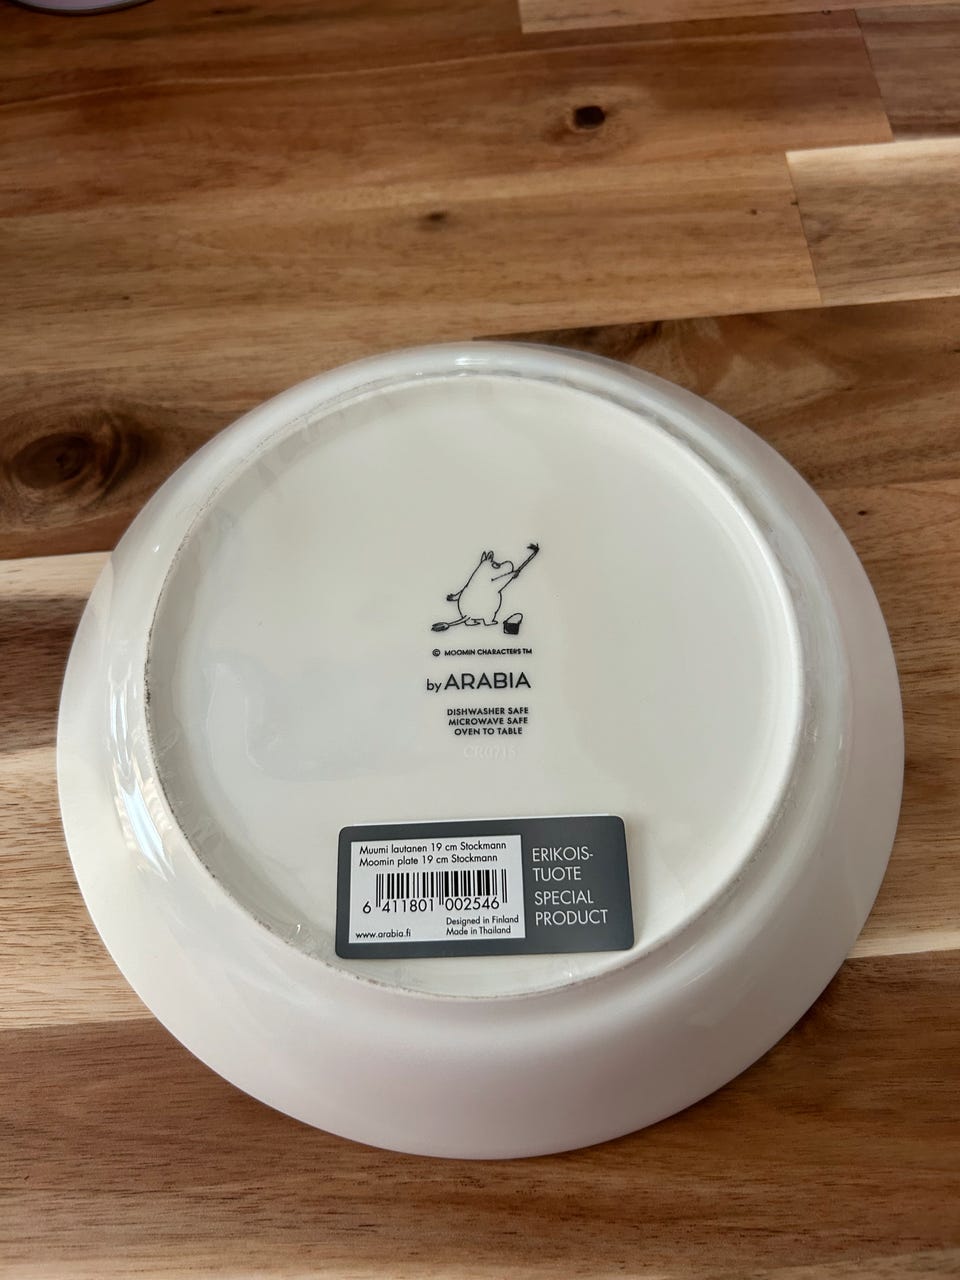 © MOOMIN CHARACTERS TM
by ARABIA
DISHWASHER SAFE
MICROWAVE SAFE
OVEN TO TABLE
CR0715
Muumi lautanen 19 cm Stockmann
Moomin plate 19 cm Stockmann
6 411801 002546
Designed in Finland
www.arabia.fi Made in Thailand
ERIKOIS-
TUOTE
SPECIAL
PRODUCT